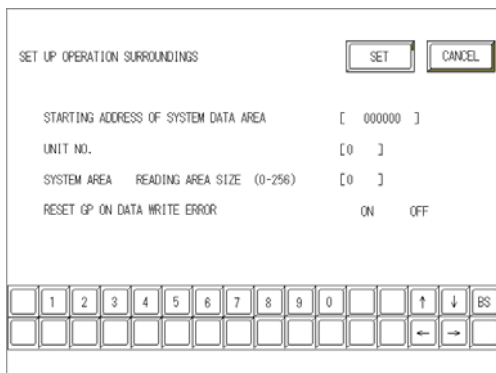 SET UP OPERATION SURROUNDINGS SET CANCEL
STARTING ADDRESS OF SYSTEM DATA AREA [ 000000 ]
UNIT NO. [0 ]
SYSTEM AREA READING AREA SIZE (0-256) [0 ]
RESET GP ON DATA WRITE ERROR ON OFF
1 2 3 4 5 6 7 8 9 0 ↑ ↓ BS
← →